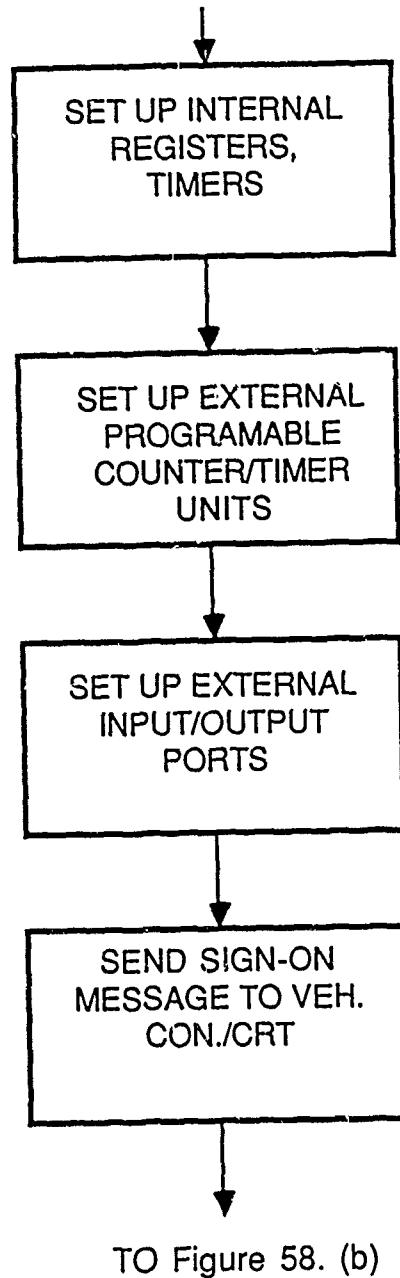 SET UP INTERNAL
REGISTERS,
TIMERS
SET UP EXTERNAL
PROGRAMABLE
COUNTER/TIMER
UNITS
SET UP EXTERNAL
INPUT/OUTPUT
PORTS
SEND SIGN-ON
MESSAGE TO VEH.
CON./CRT
TO Figure 58. (b)